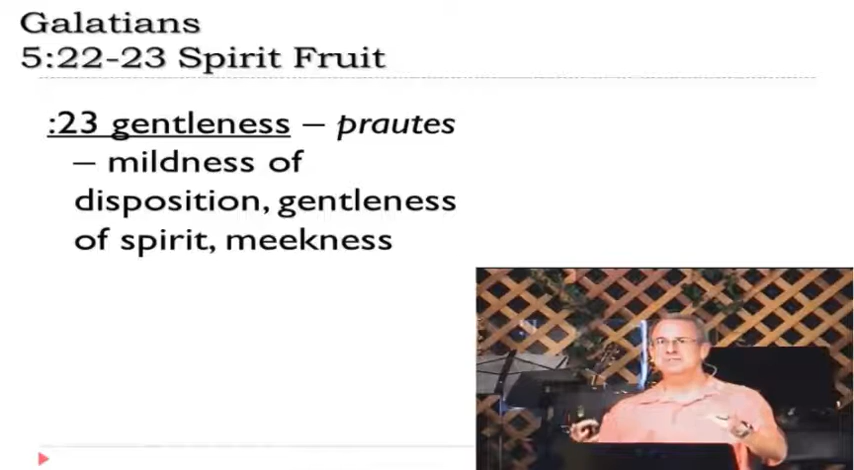 Galatians
5:22-23 Spirit Fruit
:23 gentleness – prautes
– mildness of
disposition, gentleness
of spirit, meekness